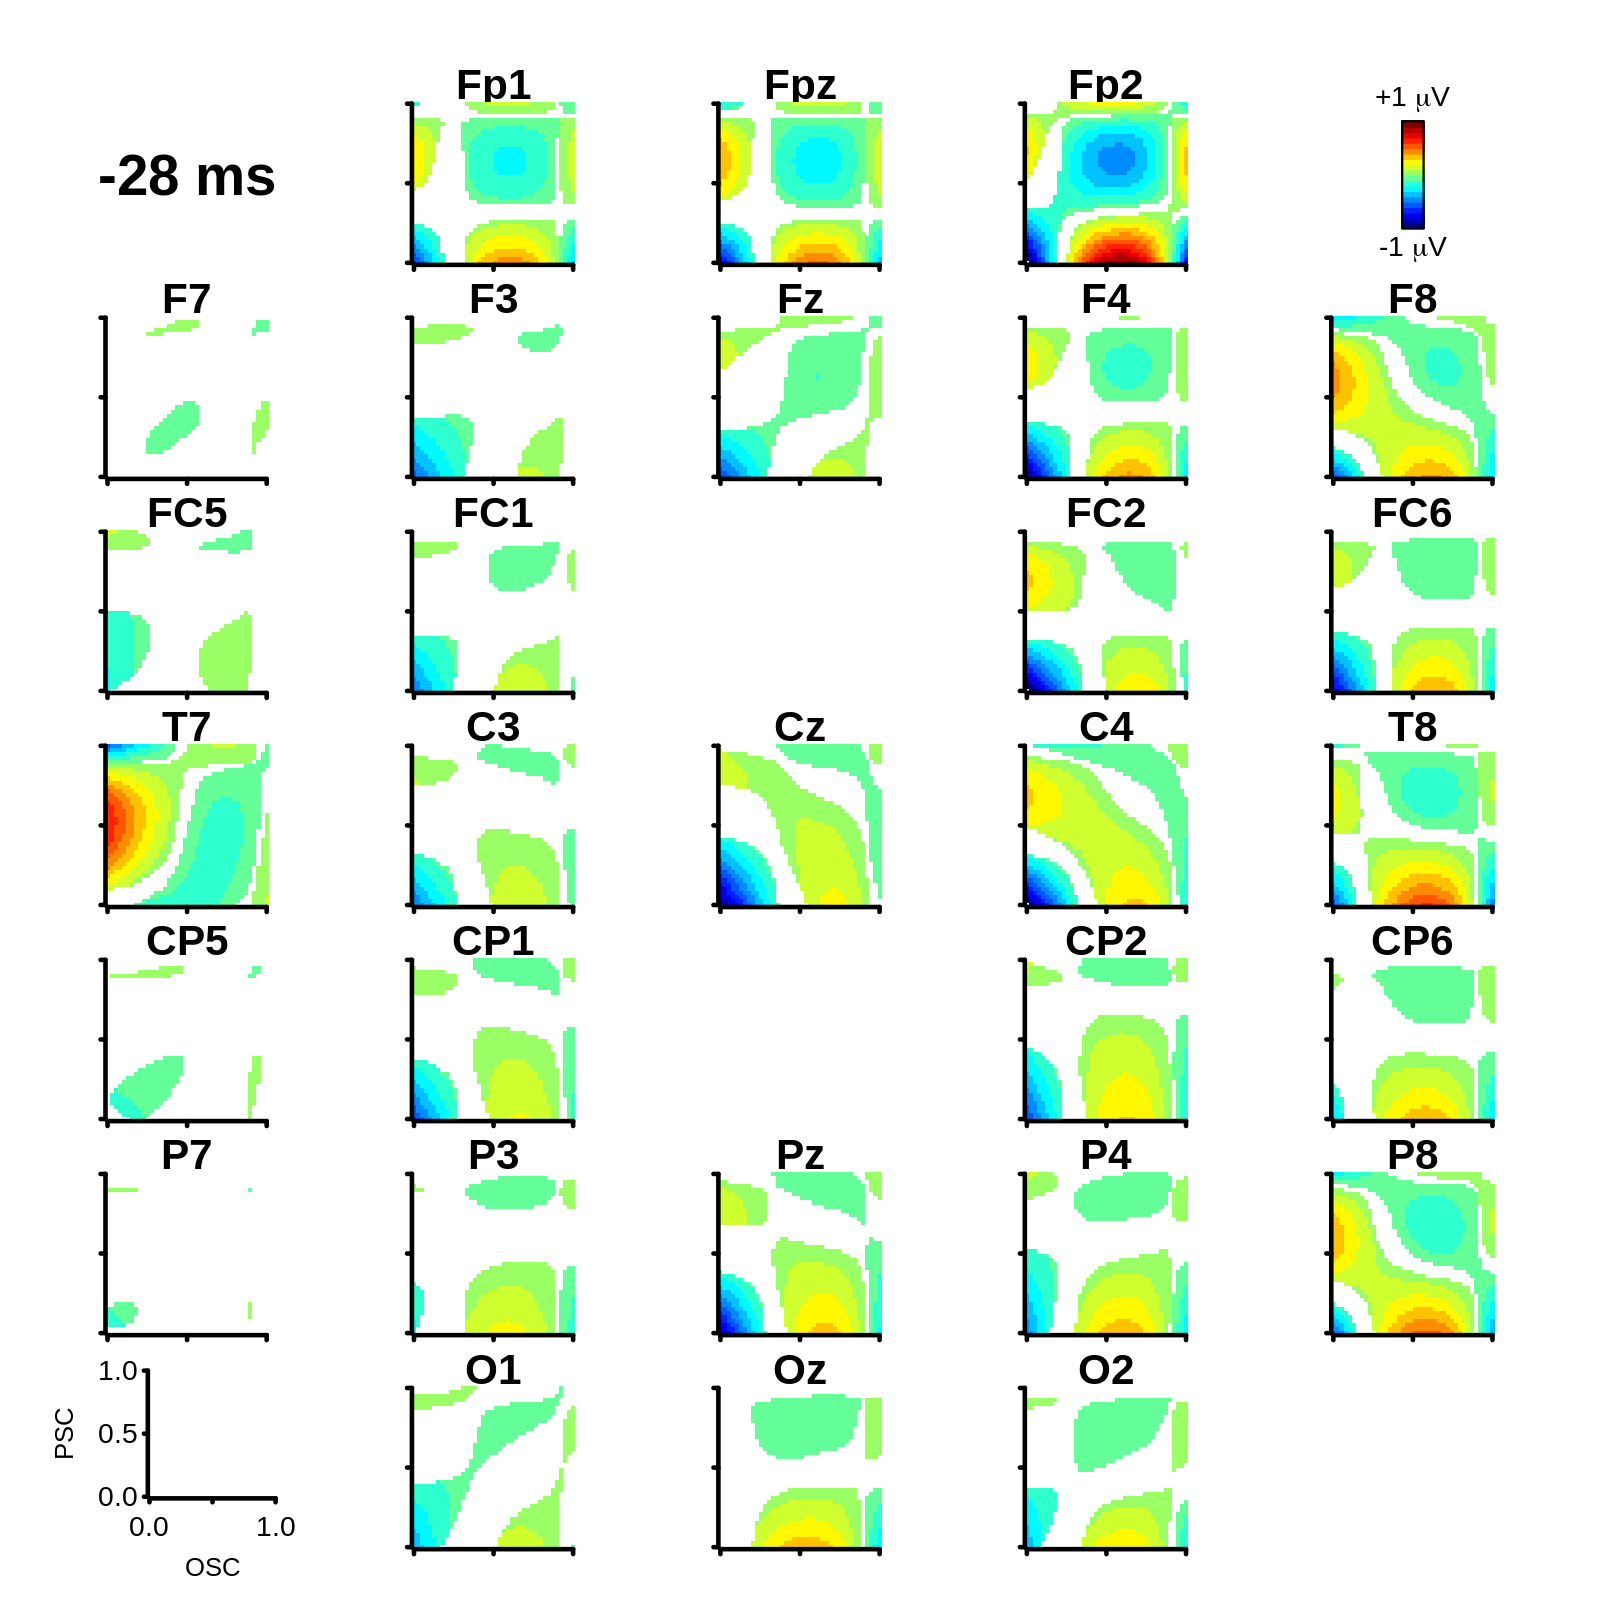 Fp1 Fpz Fp2
+1 μV
-28 ms
-1 μV
F7 F3 Fz F4 F8
FC5 FC1 FC2 FC6
T7 C3 Cz C4 T8
CP5 CP1 CP2 CP6
P7 P3 Pz P4 P8
O1 Oz O2
1.0
PSC
0.5
0.0
0.0 1.0
OSC